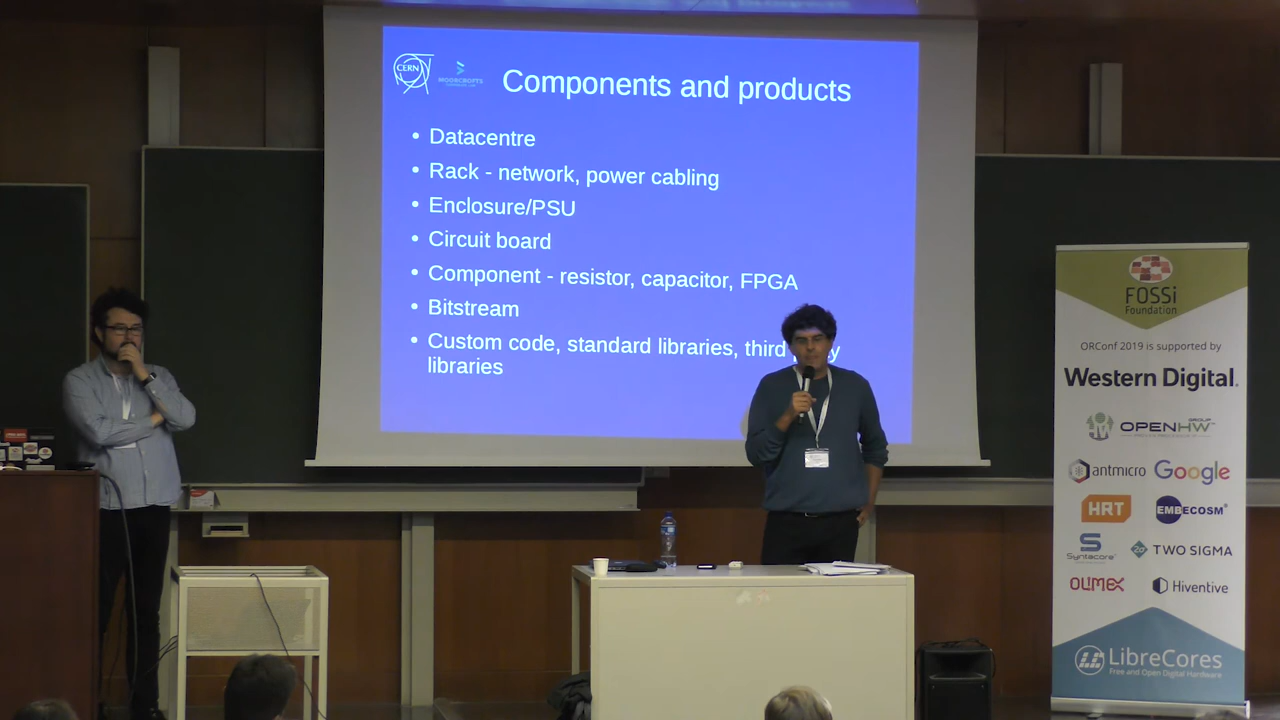 CERN
MOORCROFTS
Components and products
• Datacentre
• Rack - network, power cabling
• Enclosure/PSU
• Circuit board
• Component - resistor, capacitor, FPGA
• Bitstream
• Custom code, standard libraries, third
libraries
FOSSi
Foundation
ORConf 2019 is supported by
Western Digital.
OPENHW GROUP
antmicro Google
HRT EMBECOSM®
Syntacore TWO SIGMA
OLIMEX Hiventive
LibreCores
Free and Open Digital Hardware